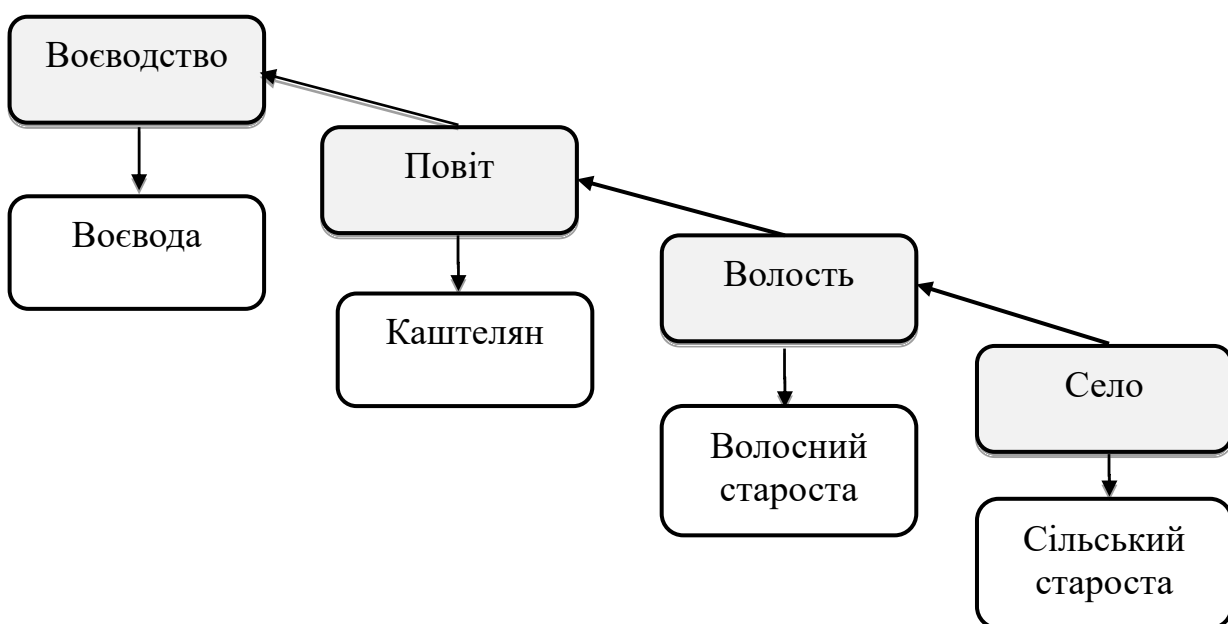 Воєводство
Воєвода
Повіт
Каштелян
Волость
Волосний
староста
Село
Сільський
староста